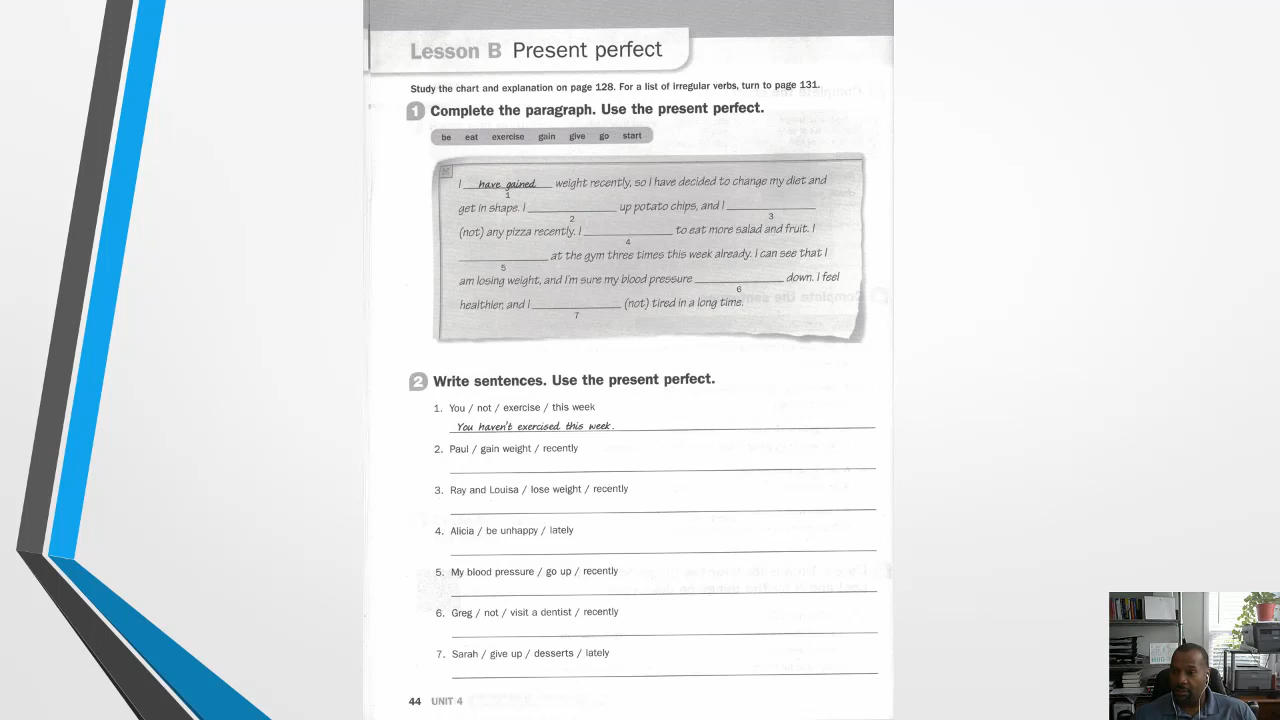 Lesson B Present perfect
Study the chart and explanation on page 128. For a list of irregular verbs, turn to page 131.
1 Complete the paragraph. Use the present perfect.
be eat exercise gain give go start
I have gained weight recently, so I have decided to change my diet and
1
get in shape. I ____________ up potato chips, and I ____________
2 3
(not) any pizza recently. I ____________ to eat more salad and fruit. I
4
____________ at the gym three times this week already. I can see that I
5
am losing weight, and I'm sure my blood pressure ____________ down. I feel
6
healthier, and I ____________ (not) tired in a long time.
7
2 Write sentences. Use the present perfect.
1. You / not / exercise / this week
You haven't exercised this week.
2. Paul / gain weight / recently
3. Ray and Louisa / lose weight / recently
4. Alicia / be unhappy / lately
5. My blood pressure / go up / recently
6. Greg / not / visit a dentist / recently
7. Sarah / give up / desserts / lately
44 UNIT 4